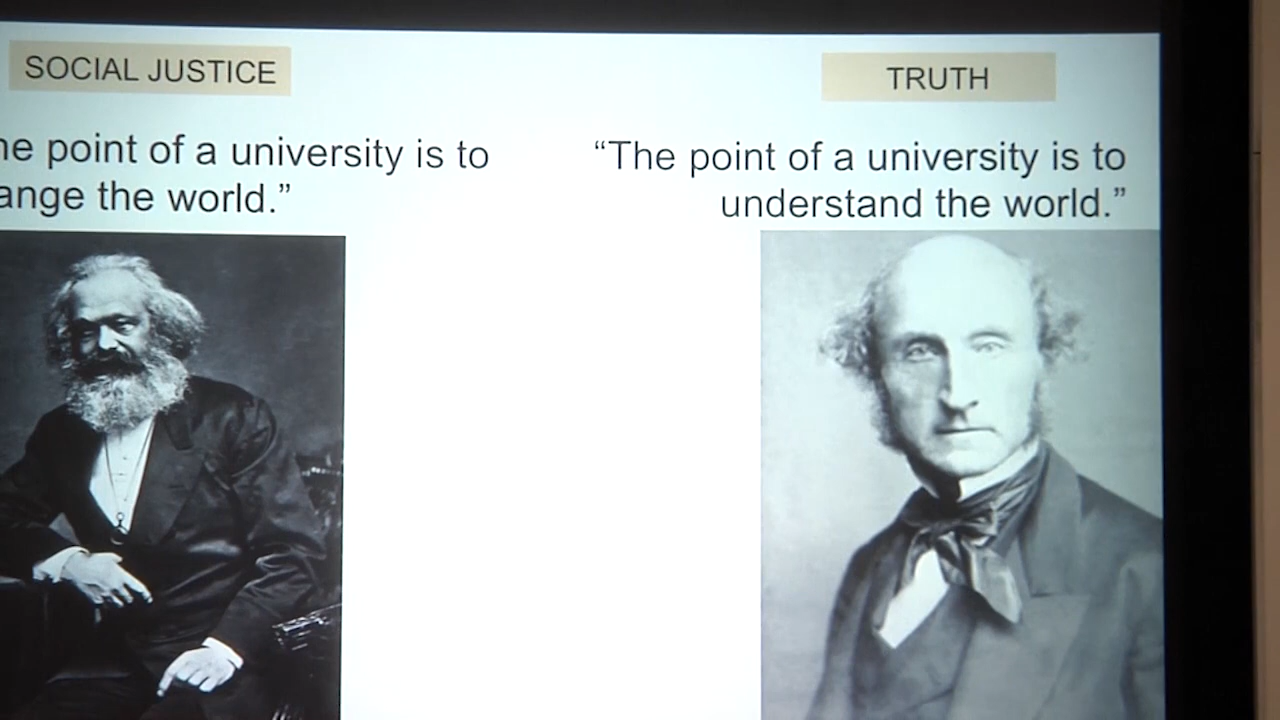 SOCIAL JUSTICE
he point of a university is to
ange the world.”
TRUTH
“The point of a university is to
understand the world.”